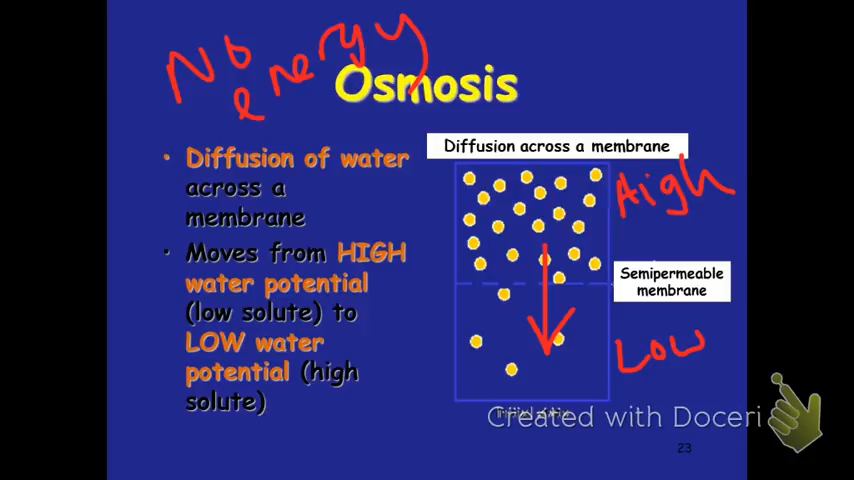 No energy
Osmosis
• Diffusion of water
across a
membrane
• Moves from HIGH
water potential
(low solute) to
LOW water
potential (high
solute)
Diffusion across a membrane
High
Semipermeable
membrane
Low
Created with Doceri
23